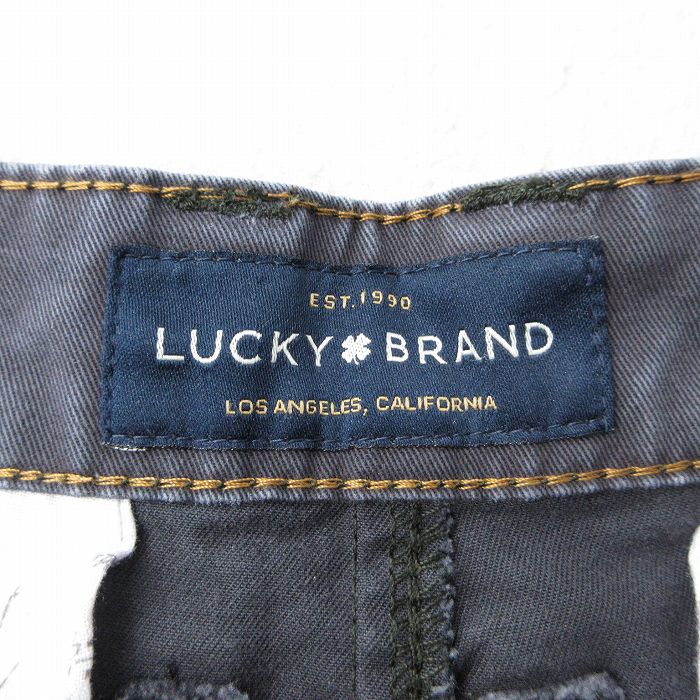 EST. 1990
LUCKY BRAND
LOS ANGELES, CALIFORNIA